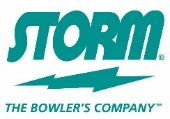 STORM®
THE BOWLER'S COMPANY™